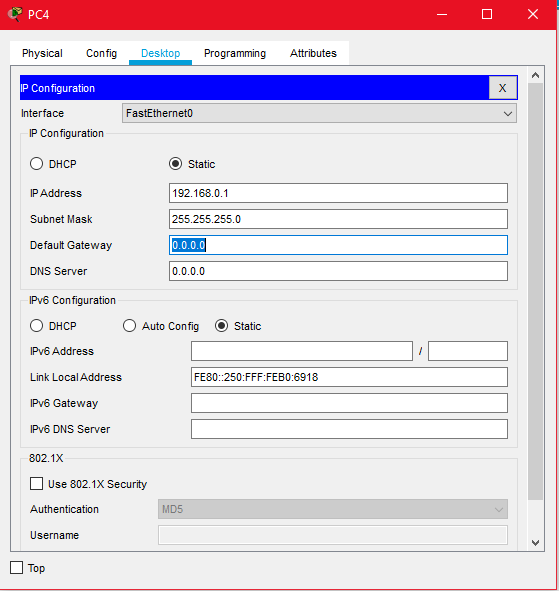 PC4
Physical Config Desktop Programming Attributes
IP Configuration X
Interface FastEthernet0
IP Configuration
DHCP Static
IP Address 192.168.0.1
Subnet Mask 255.255.255.0
Default Gateway 0.0.0.0
DNS Server 0.0.0.0
IPv6 Configuration
DHCP Auto Config Static
IPv6 Address /
Link Local Address FE80::250:FFF:FEB0:6918
IPv6 Gateway
IPv6 DNS Server
802.1X
Use 802.1X Security
Authentication MD5
Username
Top